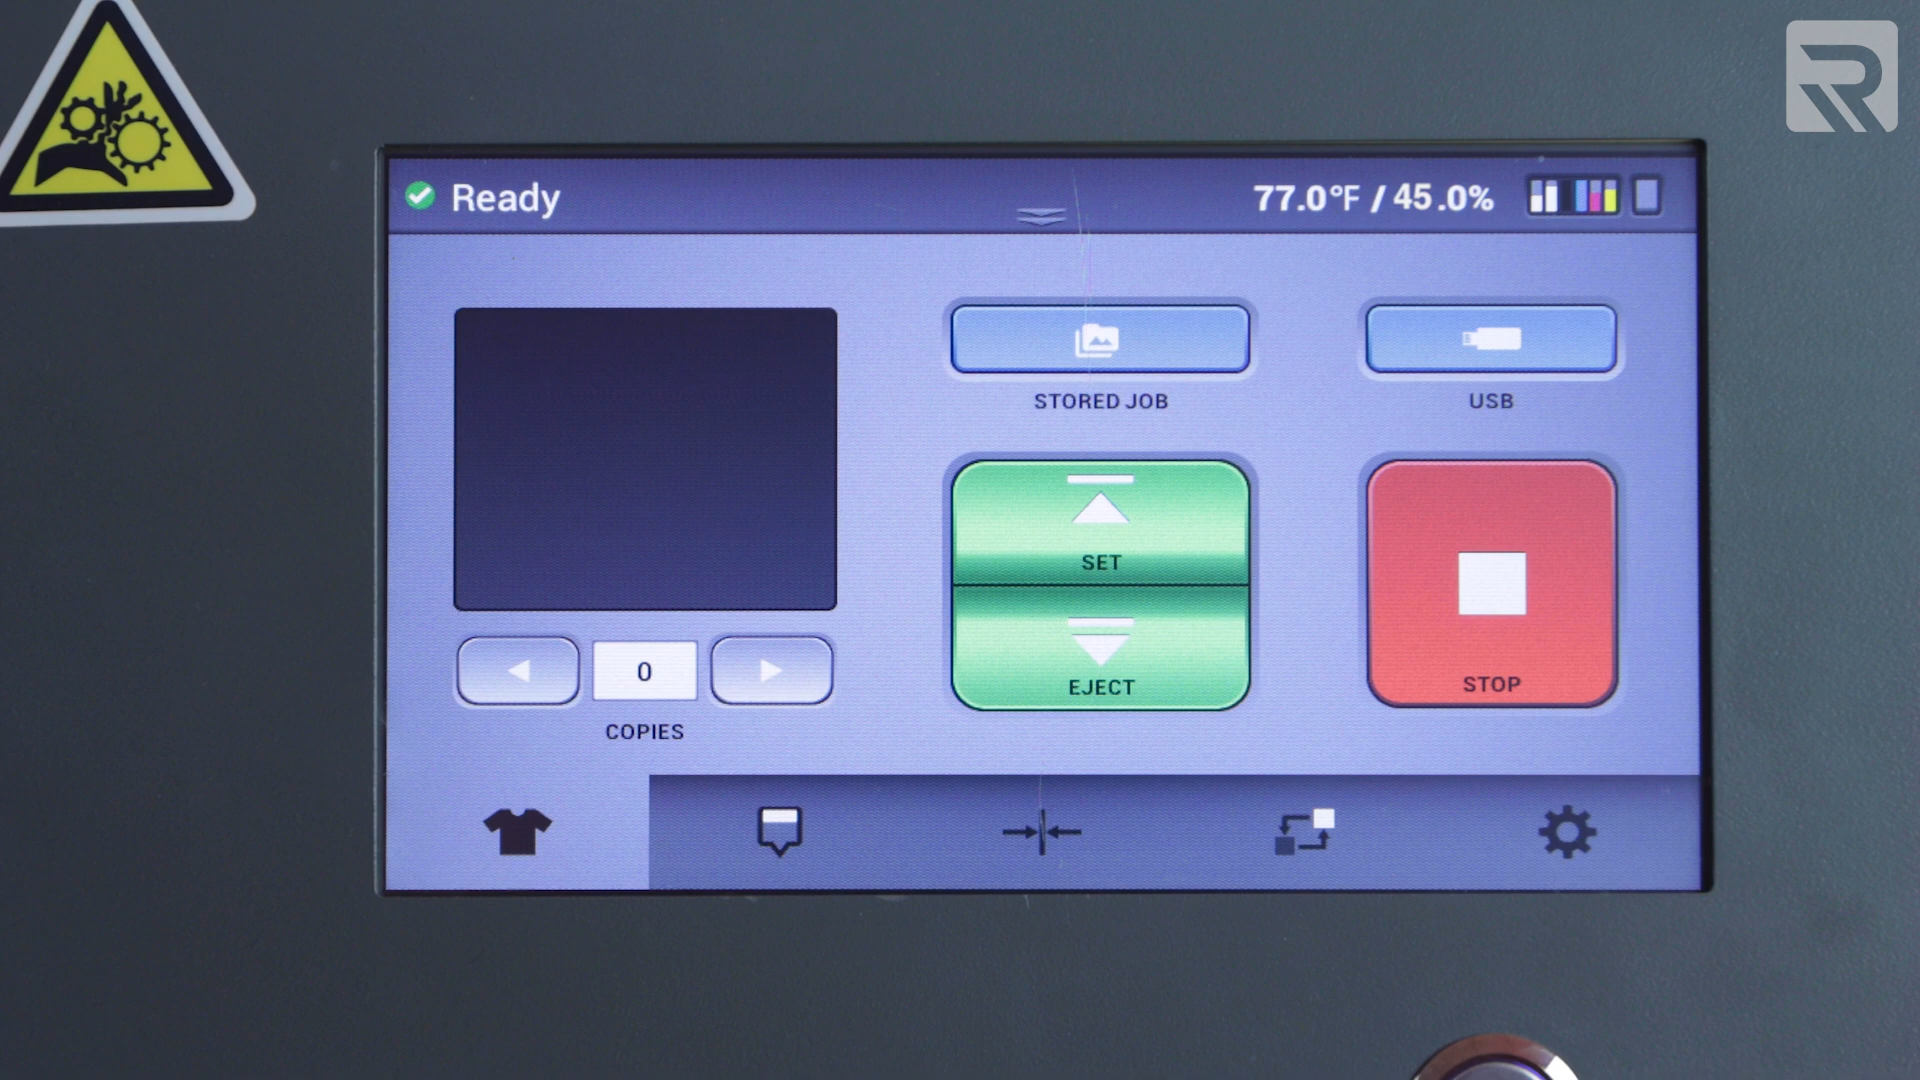 Ready
77.0°F / 45.0%
STORED JOB
USB
SET
EJECT
STOP
0
COPIES